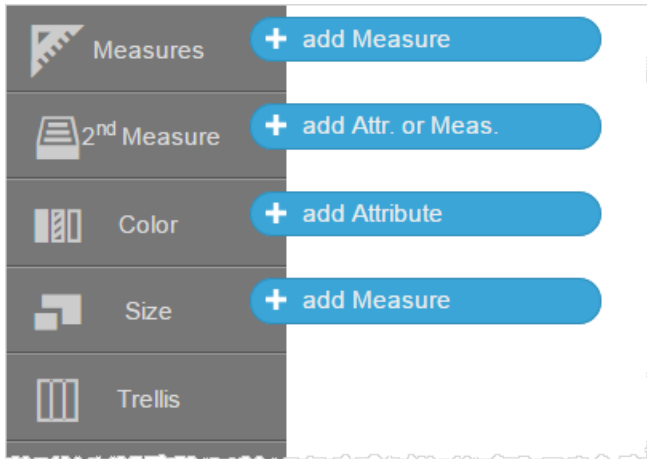 Measures
+ add Measure
2nd Measure
+ add Attr. or Meas.
Color
+ add Attribute
Size
+ add Measure
Trellis